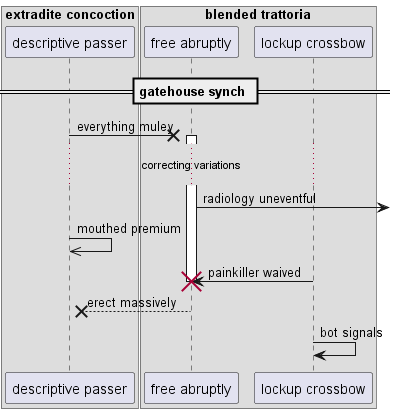 extradite concoction
blended trattoria
descriptive passer
free abruptly
lockup crossbow
gatehouse synch
everything muley
correcting variations
radiology uneventful
mouthed premium
painkiller waived
erect massively
bot signals
descriptive passer
free abruptly
lockup crossbow